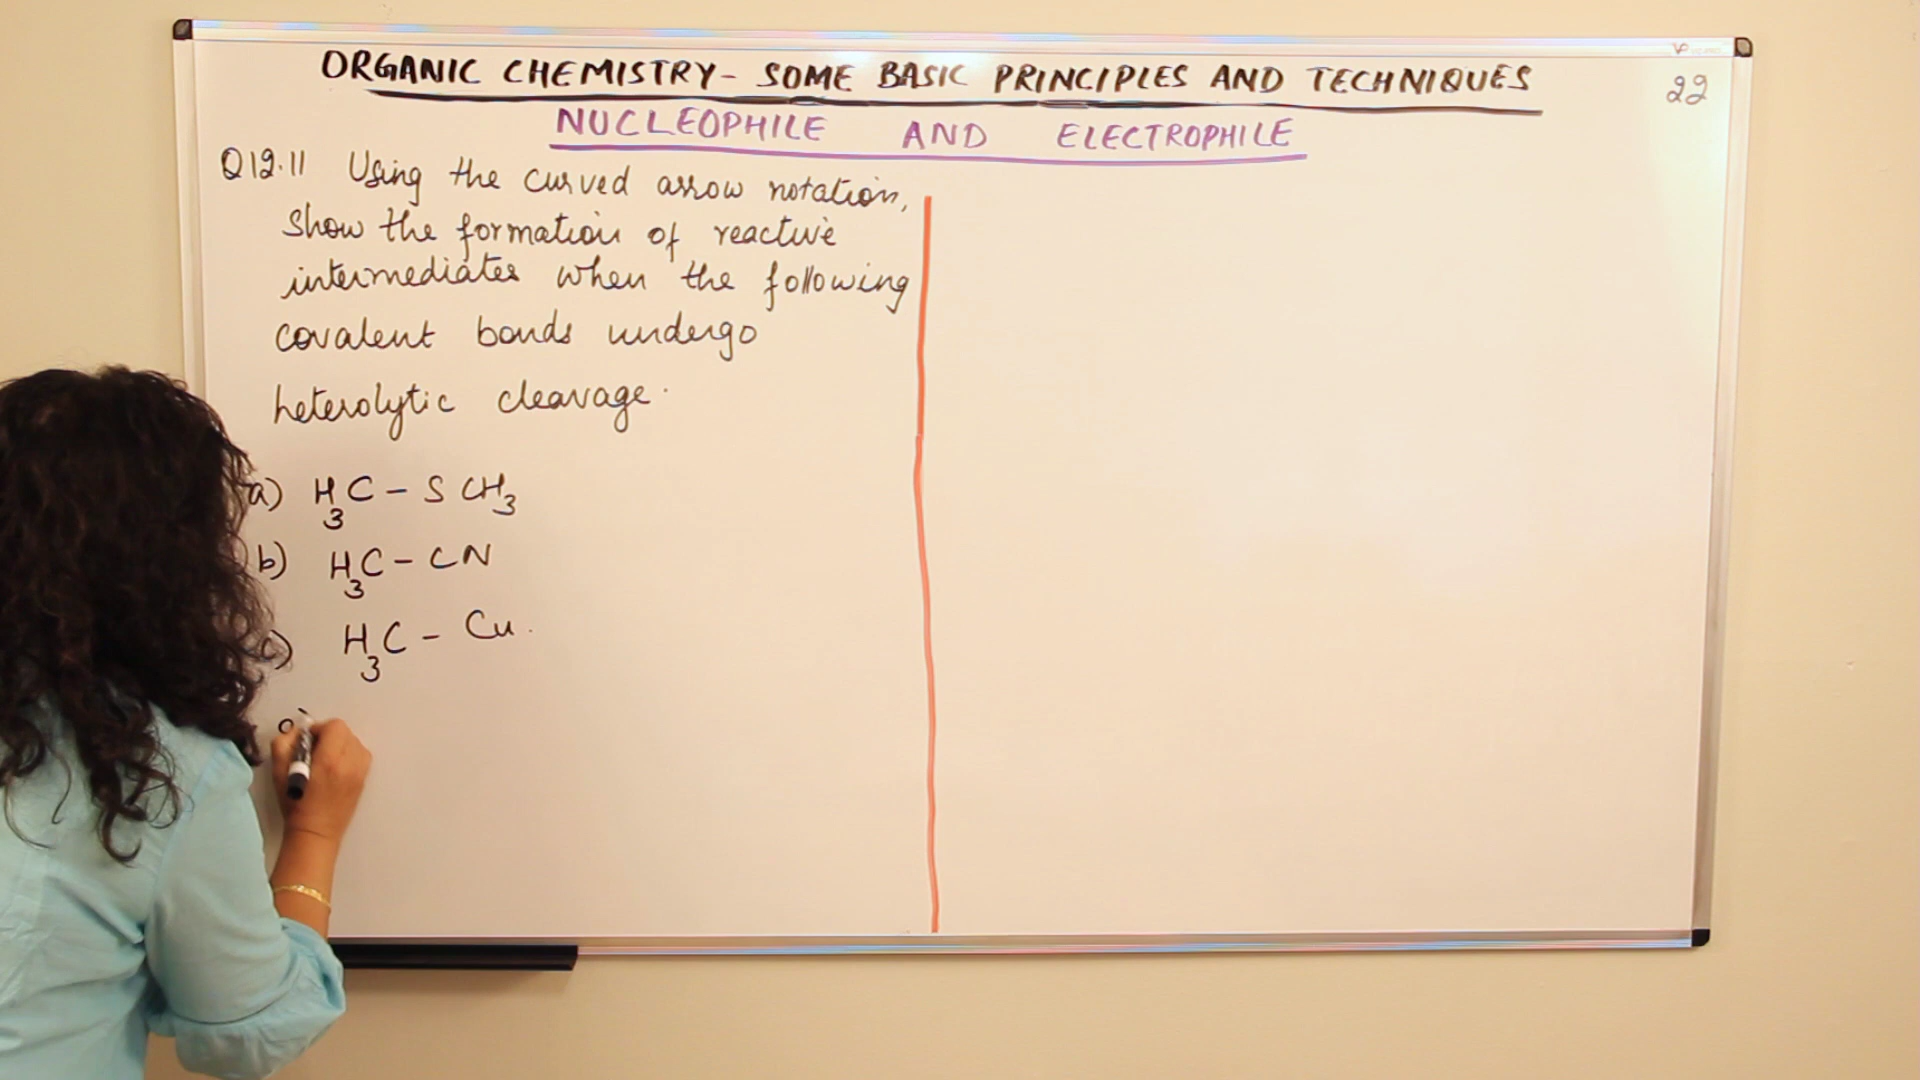 ORGANIC CHEMISTRY- SOME BASIC PRINCIPLES AND TECHNIQUES
22
NUCLEOPHILE AND ELECTROPHILE
Q12.11 Using the curved arrow notation,
show the formation of reactive
intermediates when the following
covalent bonds undergo
heterolytic cleavage.
a) H3C - SCH3
b) H3C - CN
c) H3C - Cu.